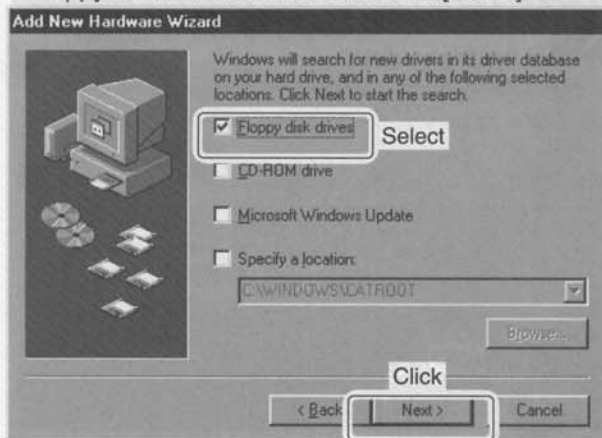 Add New Hardware Wizard
Windows will search for new drivers in its driver database
on your hard drive, and in any of the following selected
locations. Click Next to start the search.
Floppy disk drives
Select
CD-ROM drive
Microsoft Windows Update
Specify a location:
C:\WINDOWS\CATROOT
Browse...
Click
< Back
Next >
Cancel